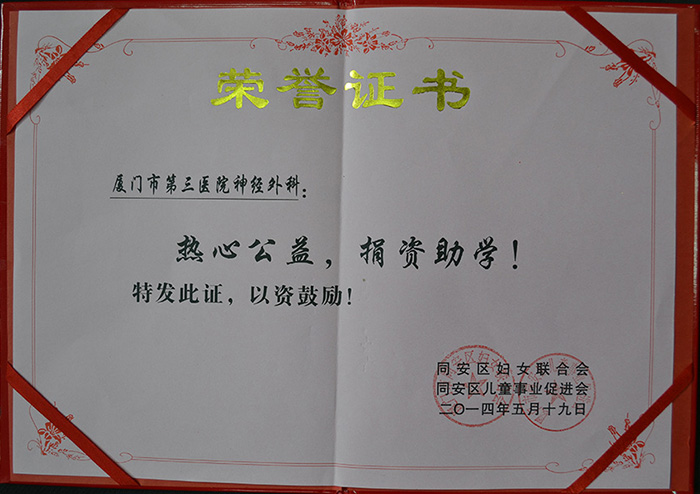 荣誉证书
厦门市第三医院神经外科：
热心公益，捐资助学！
特发此证，以资鼓励！
同安区妇女联合会
同安区儿童事业促进会
二〇一四年五月十九日